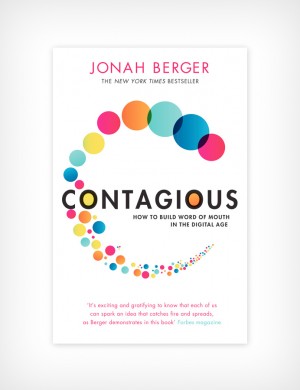 JONAH BERGER
THE NEW YORK TIMES BESTSELLER
CONTAGIOUS
HOW TO BUILD WORD OF MOUTH
IN THE DIGITAL AGE
'It's exciting and gratifying to know that each of us
can spark an idea that catches fire and spreads,
as Berger demonstrates in this book' Forbes magazine